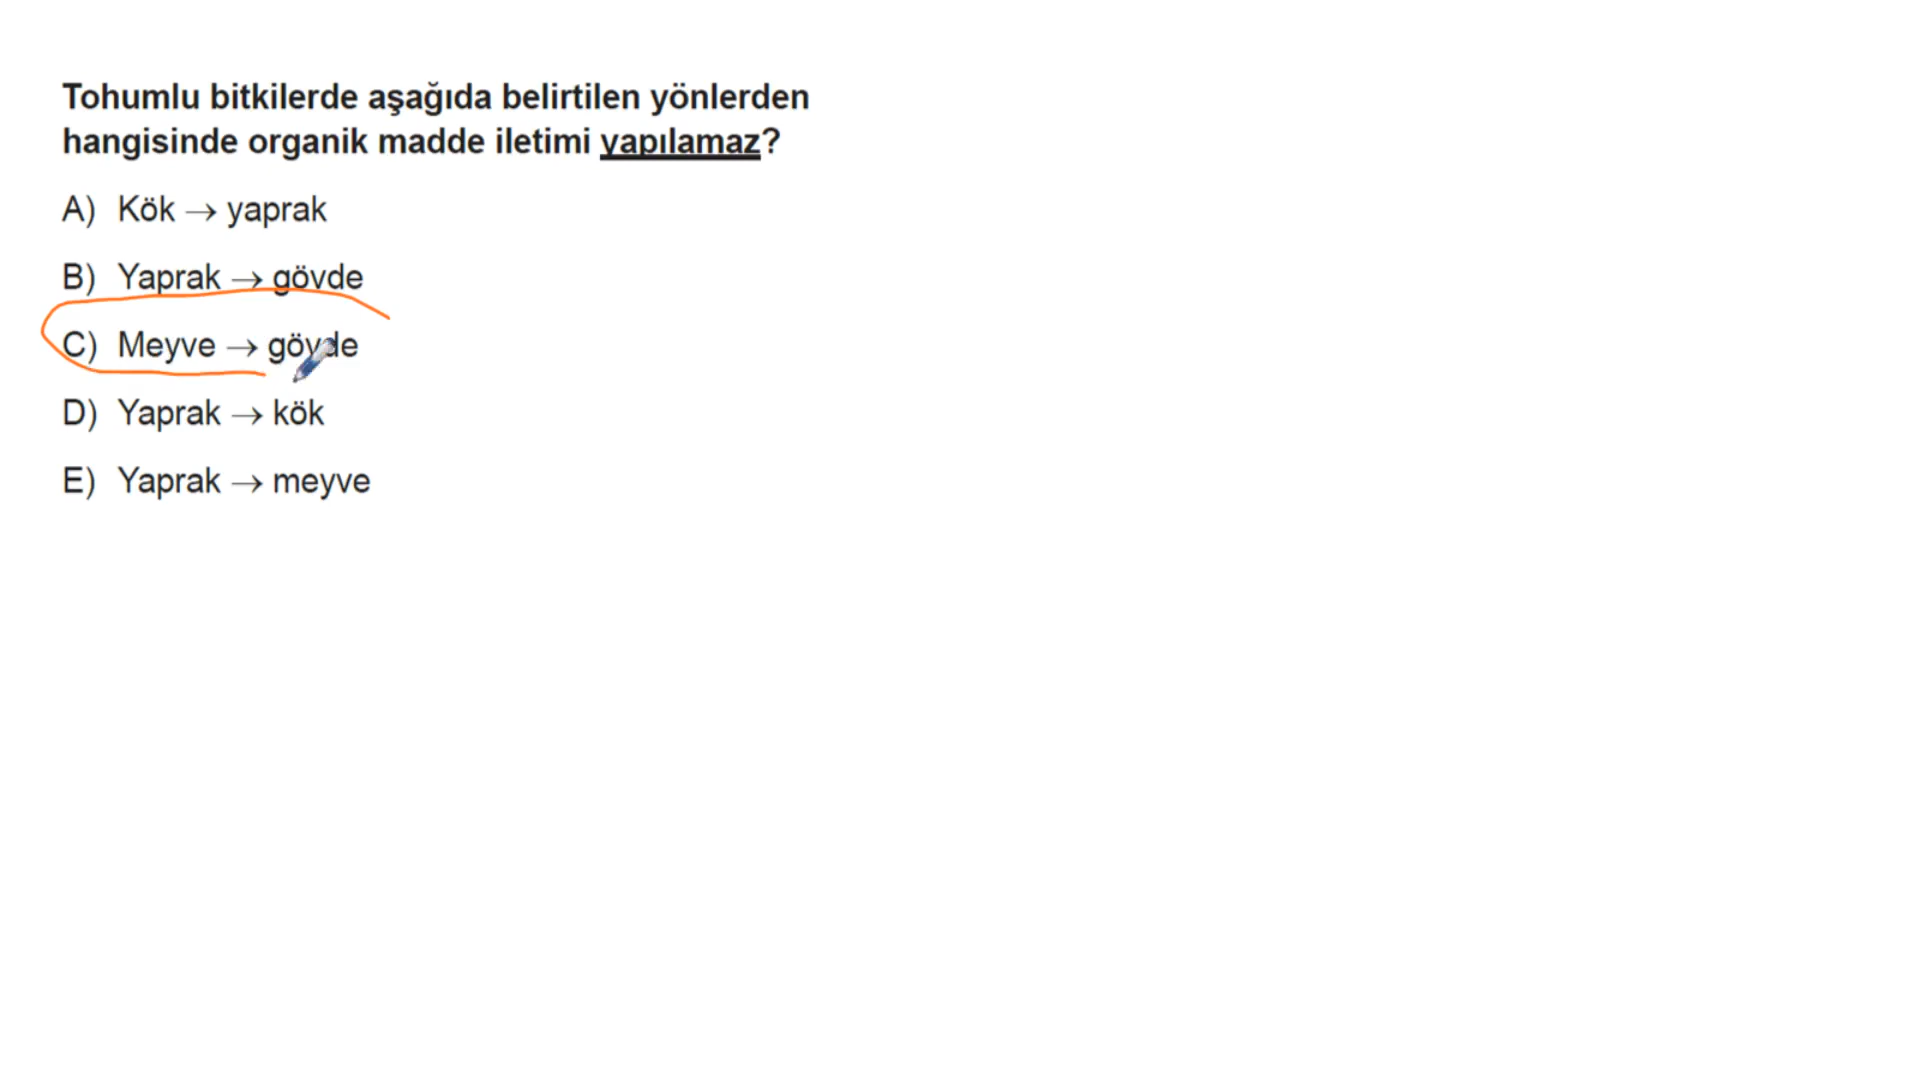 Tohumlu bitkilerde aşağıda belirtilen yönlerden
hangisinde organik madde iletimi yapılamaz?
A) Kök → yaprak
B) Yaprak → gövde
C) Meyve → gövde
D) Yaprak → kök
E) Yaprak → meyve